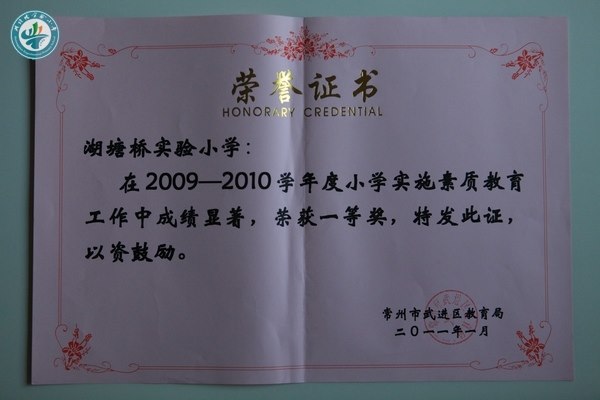 荣誉证书
HONORARY CREDENTIAL
湖塘桥实验小学：
在2009—2010学年度小学实施素质教育
工作中成绩显著，荣获一等奖，特发此证，
以资鼓励。
常州市武进区教育局
二〇一一年一月